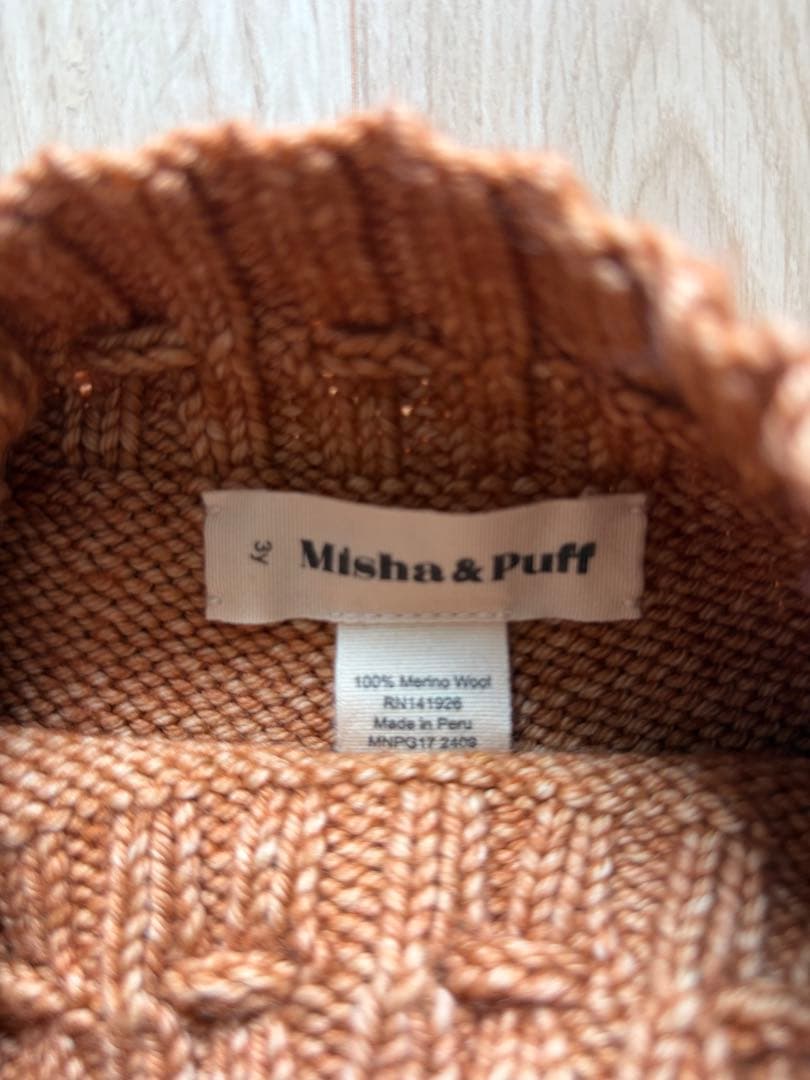 3y
Misha & Puff
100% Merino Wool
RN141926
Made in Peru
MNPG17 2409